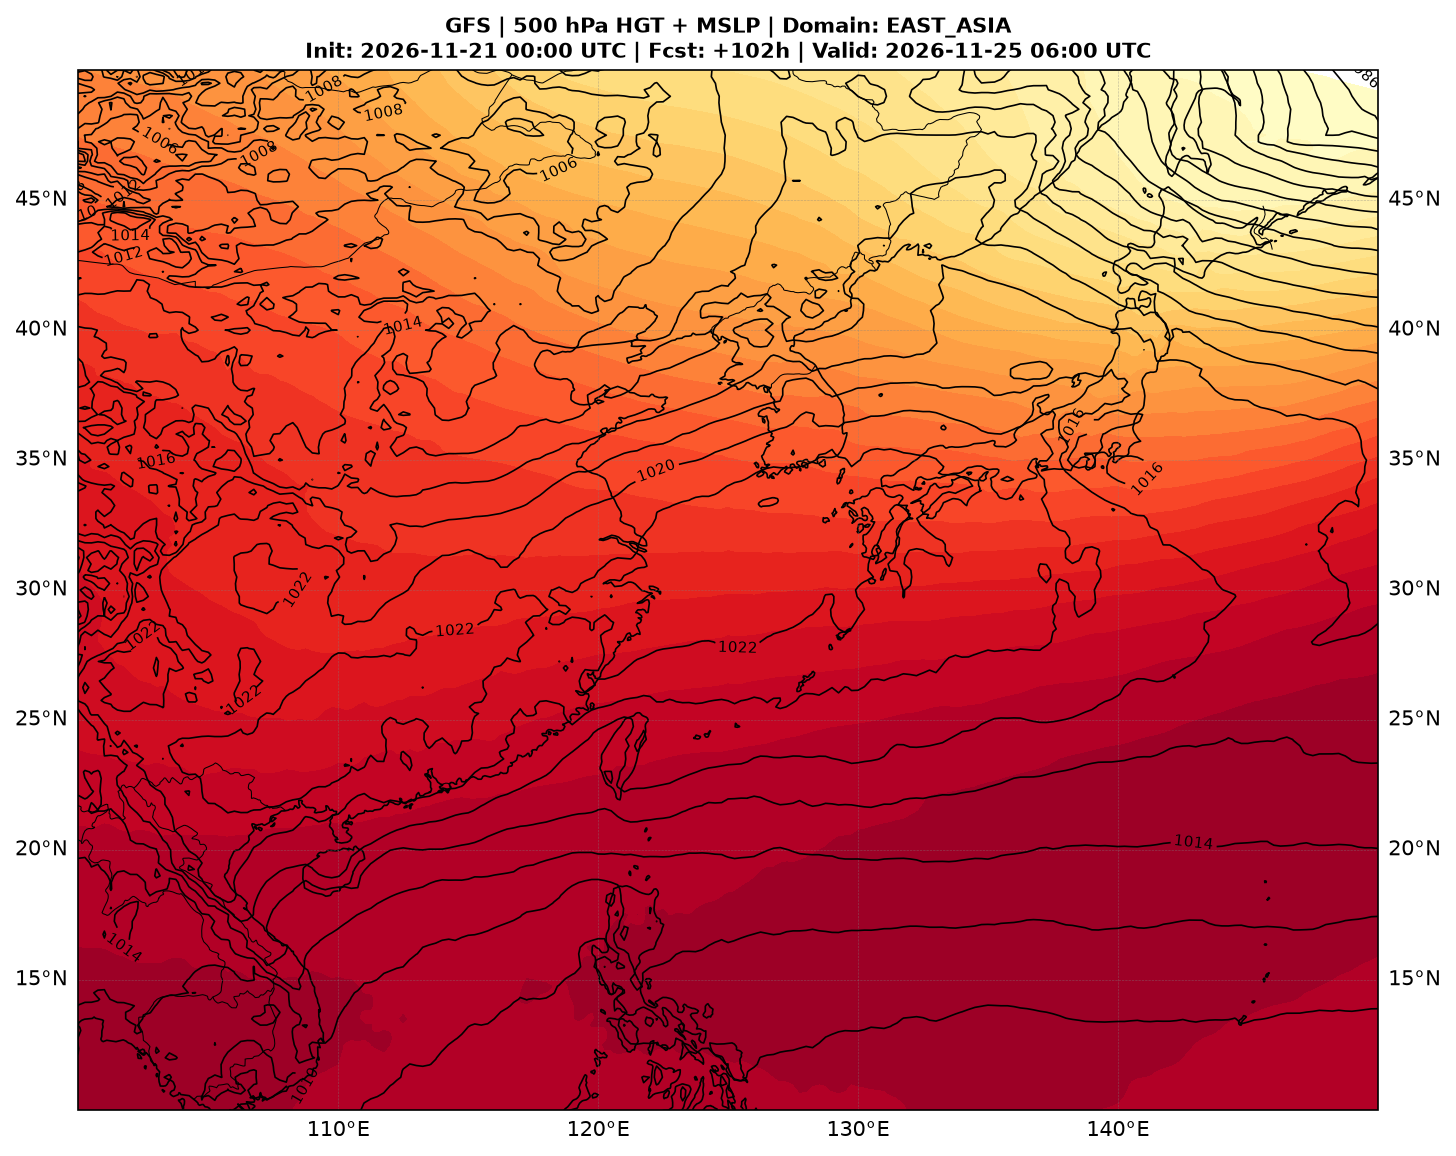 GFS | 500 hPa HGT + MSLP | Domain: EAST_ASIA
Init: 2026-11-21 00:00 UTC | Fcst: +102h | Valid: 2026-11-25 06:00 UTC
1008
1008
1006
1008
1006
45°N
45°N
1014
1012
1014
40°N
40°N
1016
1016
35°N
35°N
1020
1016
1022
30°N
30°N
1022
1022
1022
1022
25°N
25°N
1014
20°N
20°N
1014
15°N
15°N
1010
110°E
120°E
130°E
140°E